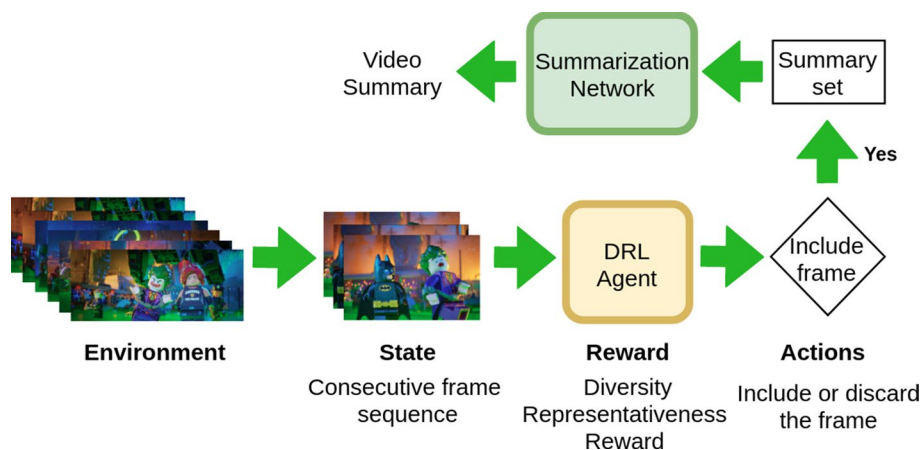 Video
Summary
Summarization
Network
Summary
set
Yes
DRL
Agent
Include
frame
Environment
State
Reward
Actions
Consecutive frame
sequence
Diversity
Representativeness
Reward
Include or discard
the frame